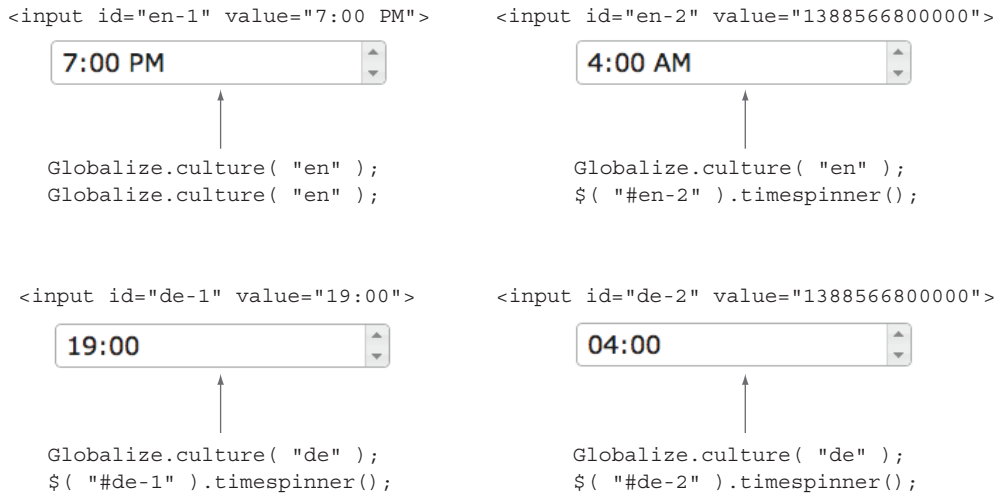 <input id="en-1" value="7:00 PM">
7:00 PM
Globalize.culture( "en" );
Globalize.culture( "en" );
<input id="en-2" value="1388566800000">
4:00 AM
Globalize.culture( "en" );
$( "#en-2" ).timespinner();
<input id="de-1" value="19:00">
19:00
Globalize.culture( "de" );
$( "#de-1" ).timespinner();
<input id="de-2" value="1388566800000">
04:00
Globalize.culture( "de" );
$( "#de-2" ).timespinner();